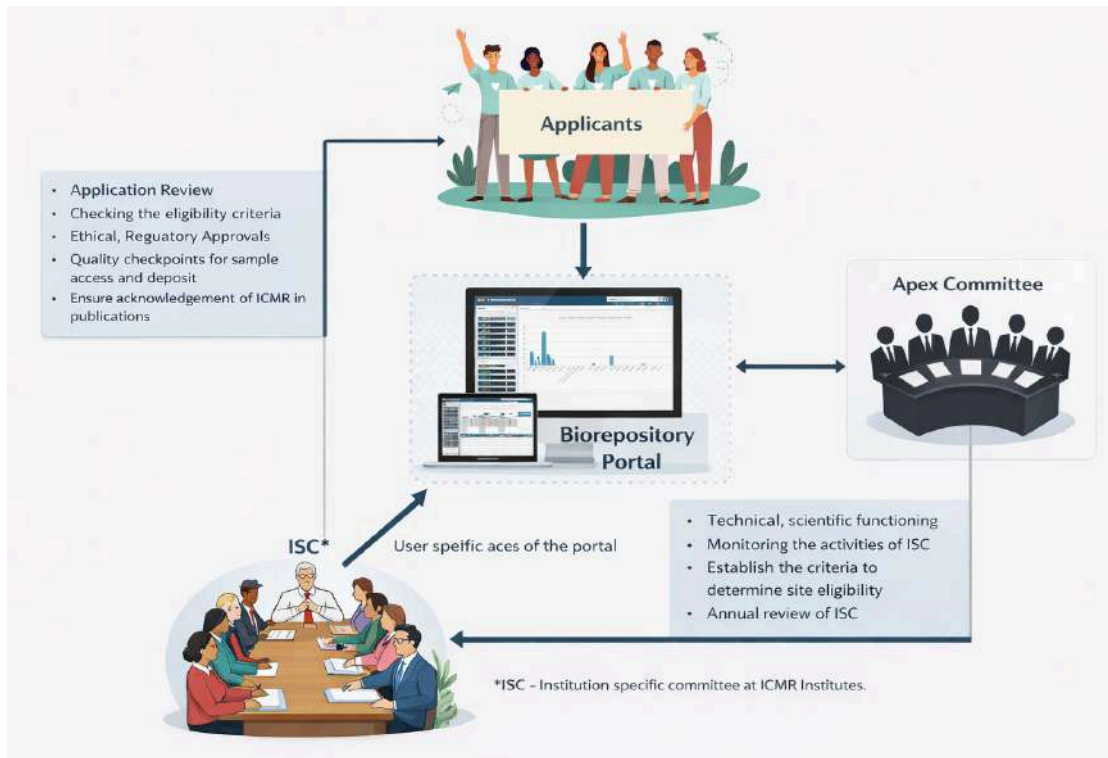 Applicants
• Application Review
• Checking the eligibility criteria
• Ethical, Reguatory Approvals
• Quality checkpoints for sample
access and deposit
• Ensure acknowledgement of ICMR in
publications
Apex Committee
Biorepository
Portal
• Technical, scientific functioning
• Monitoring the activities of ISC
• Establish the criteria to
determine site eligibility
• Annual review of ISC
ISC*
User speific aces of the portal
*ISC – Institution specific committee at ICMR Institutes.